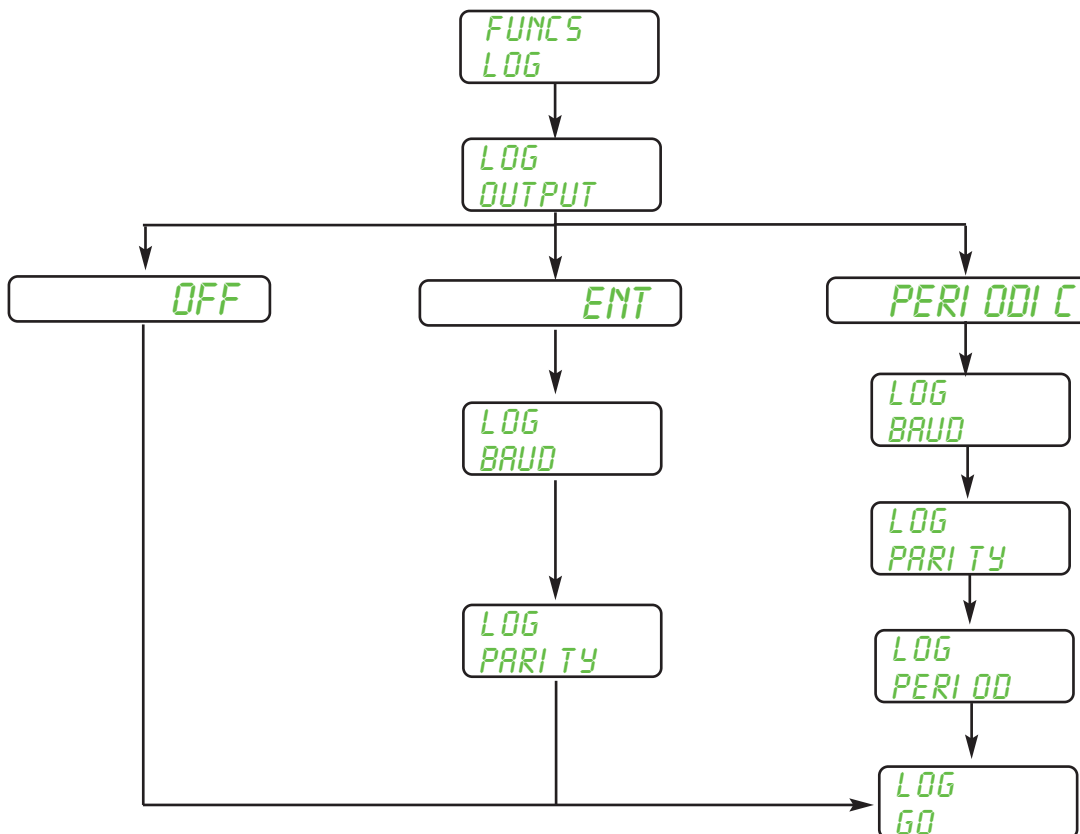 FUNCS
LOG
LOG
OUTPUT
OFF
ENT
PERIODIC
LOG
BAUD
LOG
BAUD
LOG
PARITY
LOG
PARITY
LOG
PERIOD
LOG
GO